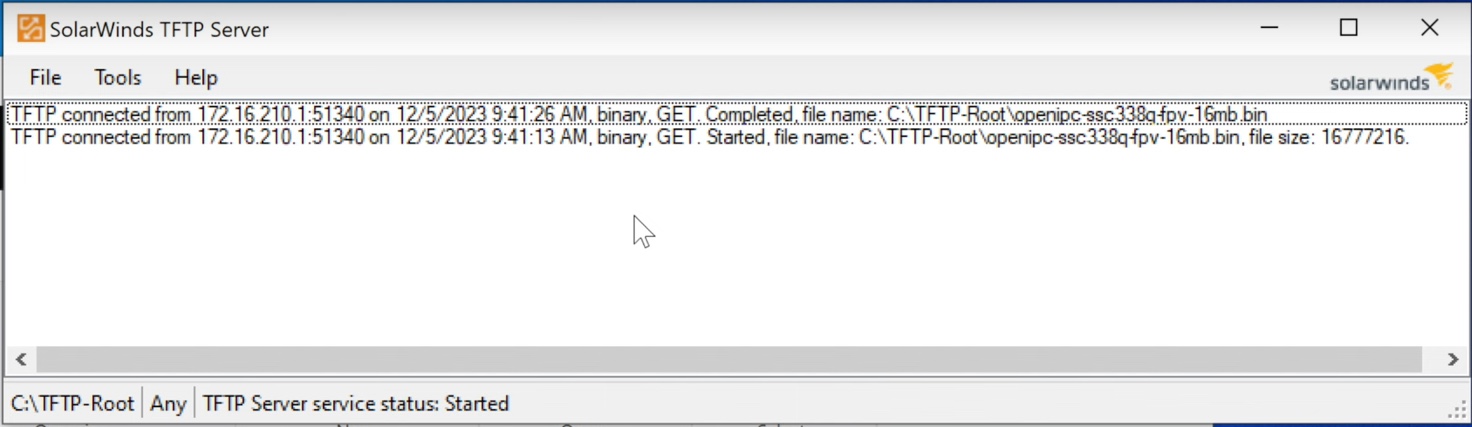 SolarWinds TFTP Server
File Tools Help
solarwinds
TFTP connected from 172.16.210.1:51340 on 12/5/2023 9:41:26 AM, binary, GET. Completed, file name: C:\TFTP-Root\openipc-ssc338q-fpv-16mb.bin
TFTP connected from 172.16.210.1:51340 on 12/5/2023 9:41:13 AM, binary, GET. Started, file name: C:\TFTP-Root\openipc-ssc338q-fpv-16mb.bin, file size: 16777216.
C:\TFTP-Root Any TFTP Server service status: Started